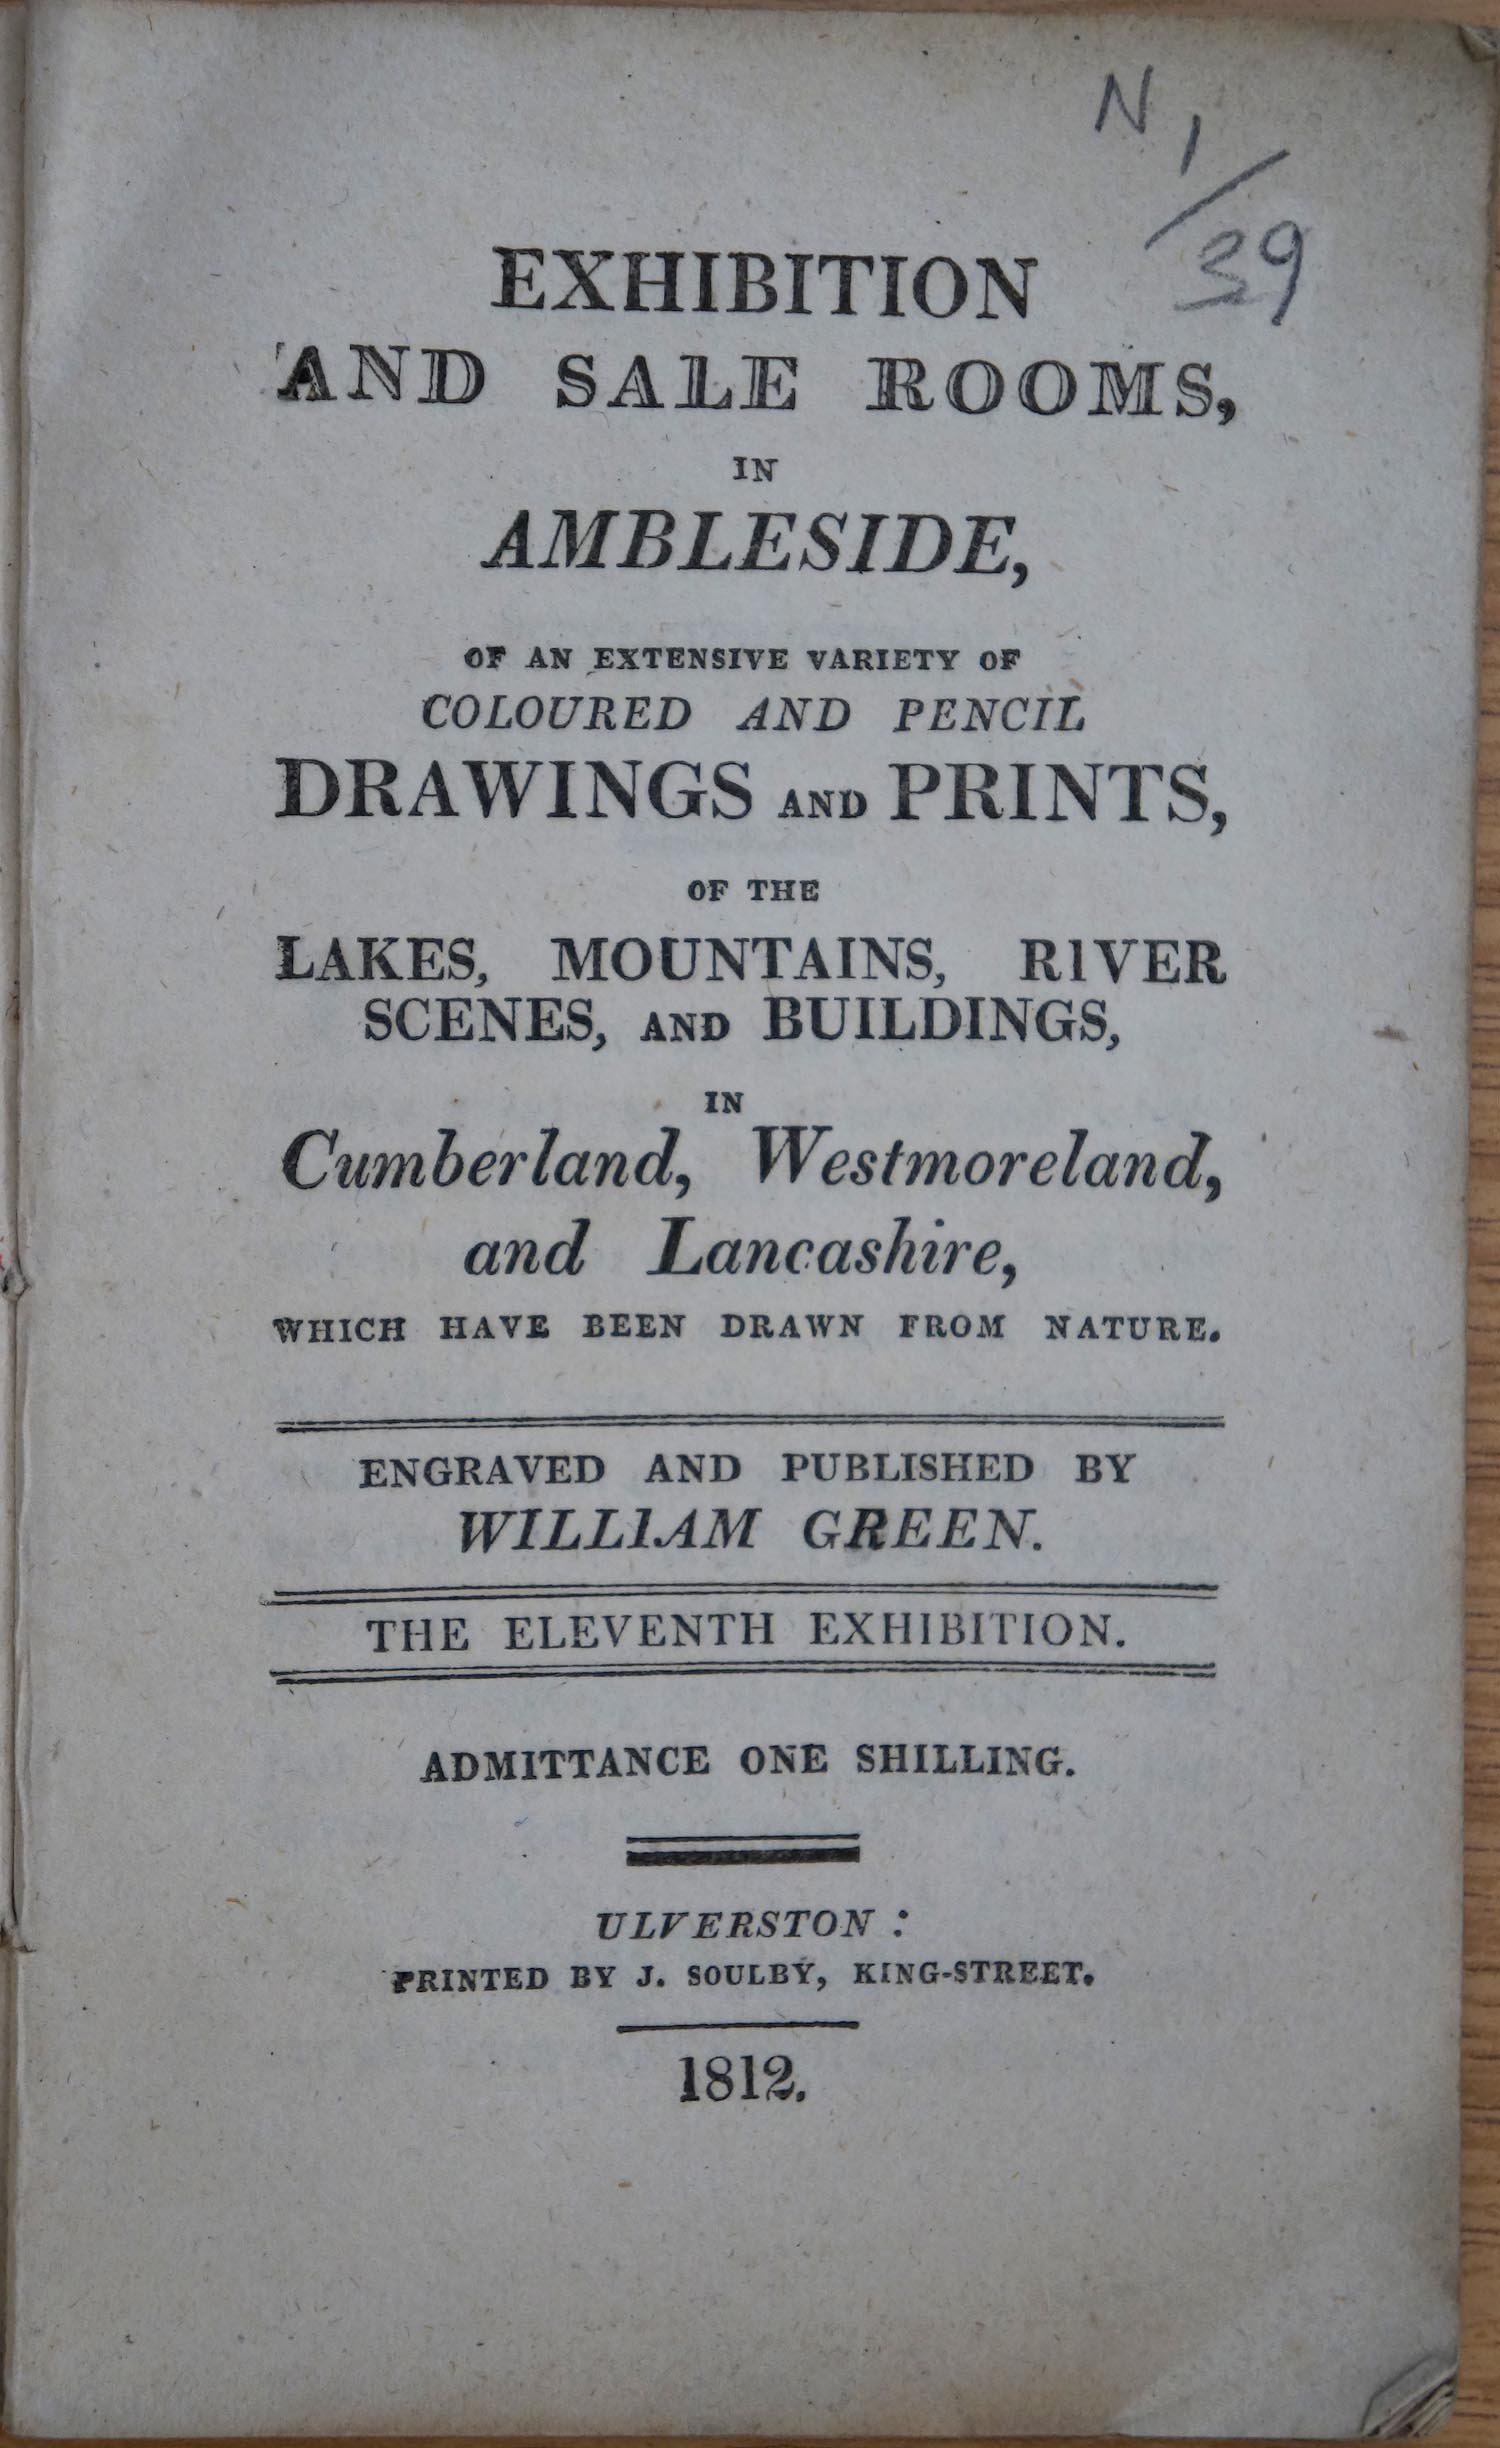 N 1/39
EXHIBITION
AND SALE ROOMS,
IN
AMBLESIDE,
OF AN EXTENSIVE VARIETY OF
COLOURED AND PENCIL
DRAWINGS AND PRINTS,
OF THE
LAKES, MOUNTAINS, RIVER
SCENES, AND BUILDINGS,
IN
Cumberland, Westmoreland,
and Lancashire,
WHICH HAVE BEEN DRAWN FROM NATURE.
ENGRAVED AND PUBLISHED BY
WILLIAM GREEN.
THE ELEVENTH EXHIBITION.
ADMITTANCE ONE SHILLING.
ULVERSTON:
PRINTED BY J. SOULBY, KING-STREET.
1812.